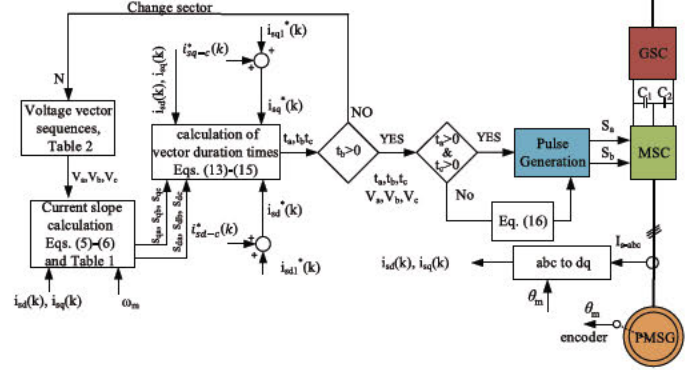 Change sector
N
Voltage vector
sequences,
Table 2
Va, Vb, Vc
Current slope
calculation
Eqs. (5)-(6)
and Table 1
isd(k), isq(k)
ωm
Sqa, Sqb, Sqc
Sda, Sdb, Sdc
isd(k), isq(k)
i*sq-c(k)
isq1*(k)
+
+
isq*(k)
calculation of
vector duration times
Eqs. (13)-(15)
isd*(k)
i*sd-c(k)
+
+
isd1*(k)
ta,tbtc
NO
tb>0
YES
ta,tb,tc
Va, Vb, Vc
ta>0
&
tc>0
YES
No
Eq. (16)
Pulse
Generation
Sa
Sb
GSC
C1
C2
MSC
Is-abc
abc to dq
isd(k), isq(k)
θm
θm
encoder
PMSG